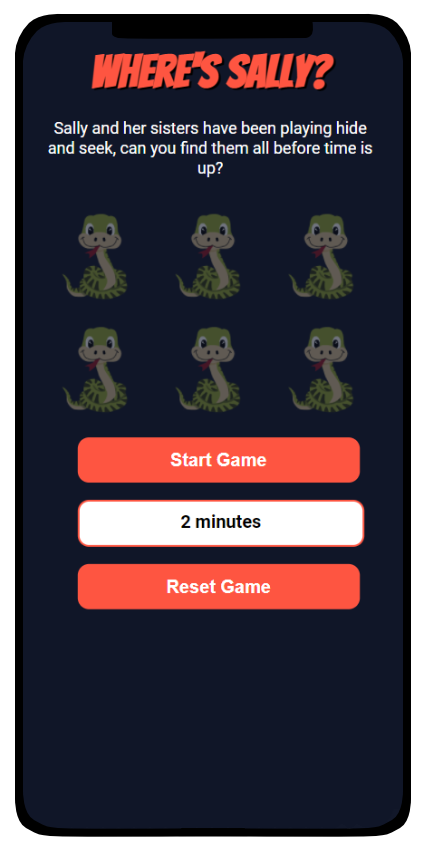 WHERE'S SALLY?
Sally and her sisters have been playing hide
and seek, can you find them all before time is
up?
Start Game
2 minutes
Reset Game